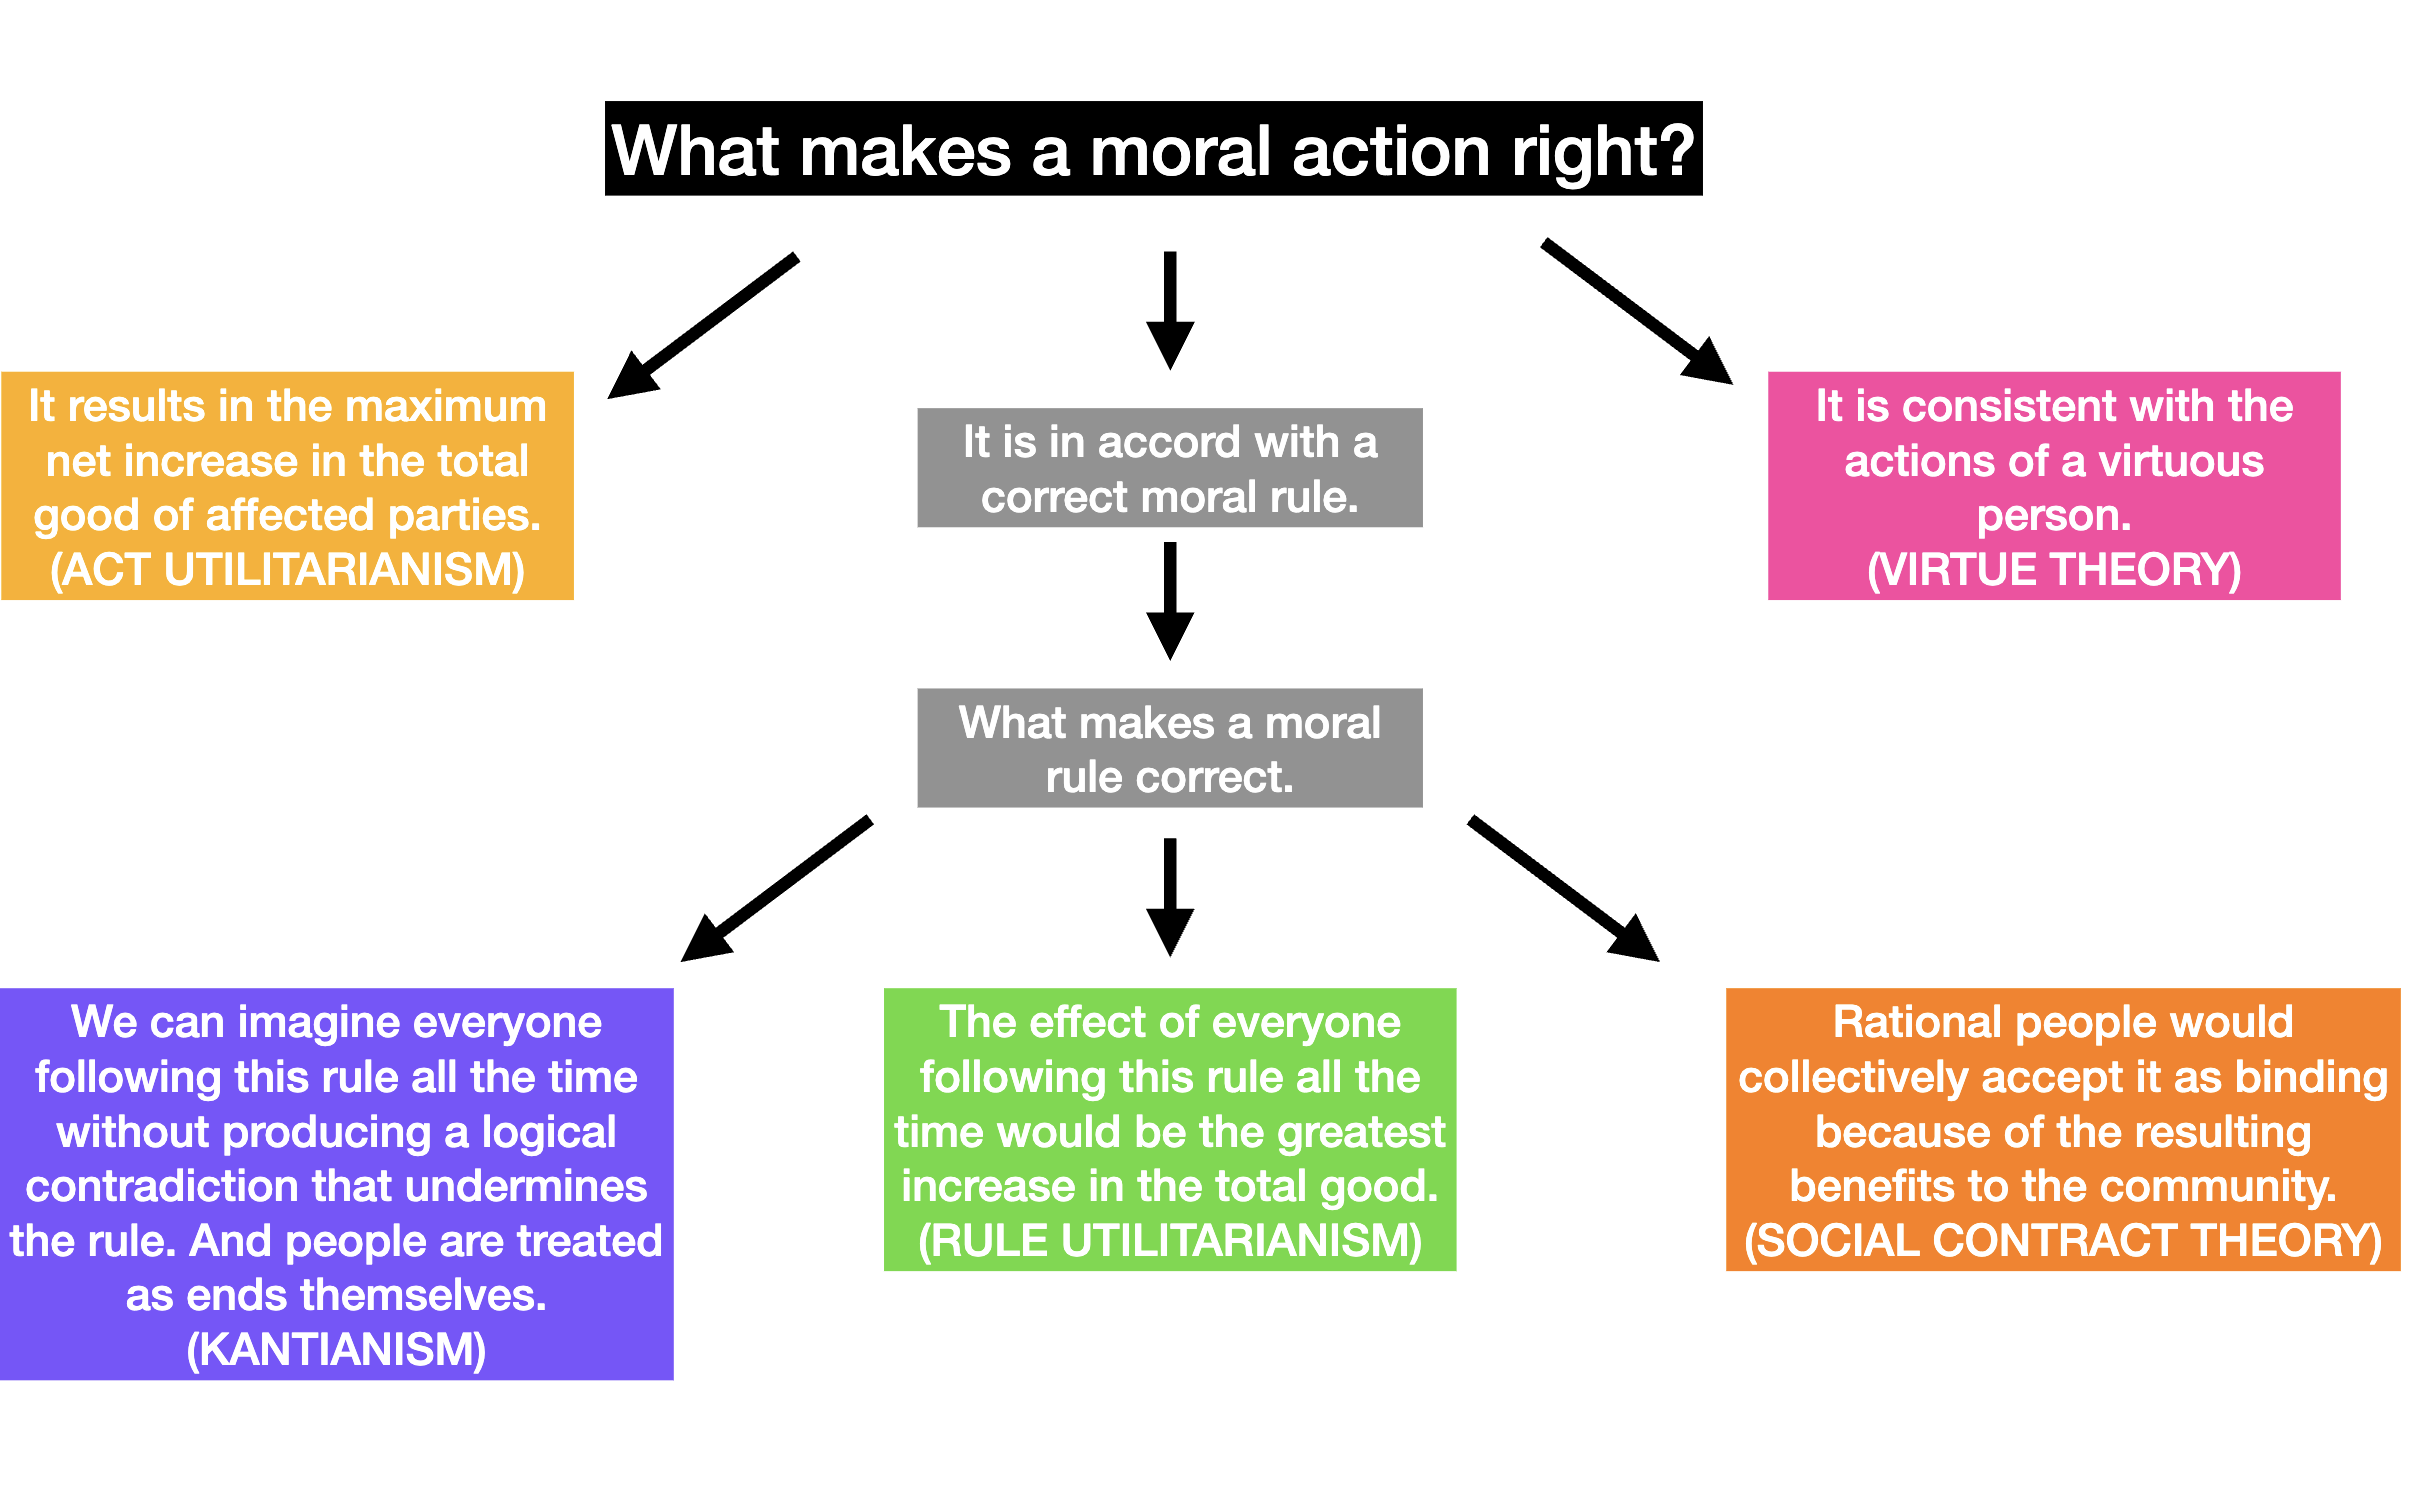 What makes a moral action right?
It results in the maximum
net increase in the total
good of affected parties.
(ACT UTILITARIANISM)
It is in accord with a
correct moral rule.
It is consistent with the
actions of a virtuous
person.
(VIRTUE THEORY)
What makes a moral
rule correct.
We can imagine everyone
following this rule all the time
without producing a logical
contradiction that undermines
the rule. And people are treated
as ends themselves.
(KANTIANISM)
The effect of everyone
following this rule all the
time would be the greatest
increase in the total good.
(RULE UTILITARIANISM)
Rational people would
collectively accept it as binding
because of the resulting
benefits to the community.
(SOCIAL CONTRACT THEORY)